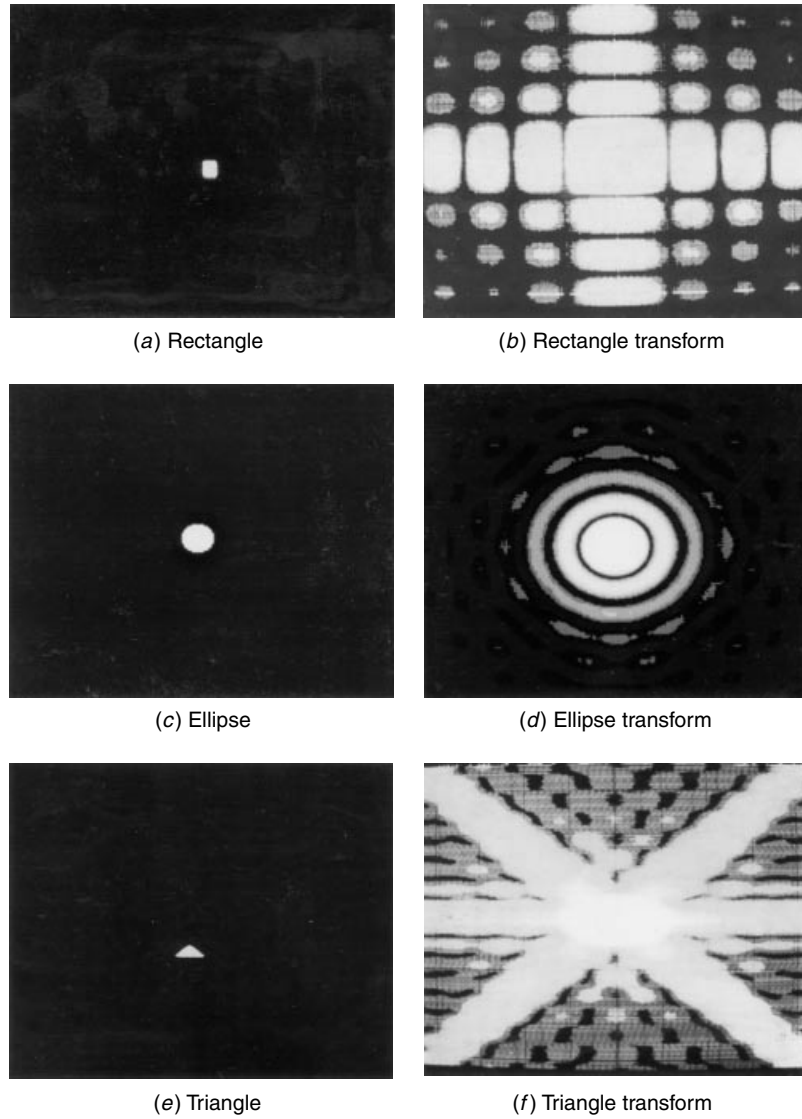 (a) Rectangle
(b) Rectangle transform
(c) Ellipse
(d) Ellipse transform
(e) Triangle
(f) Triangle transform